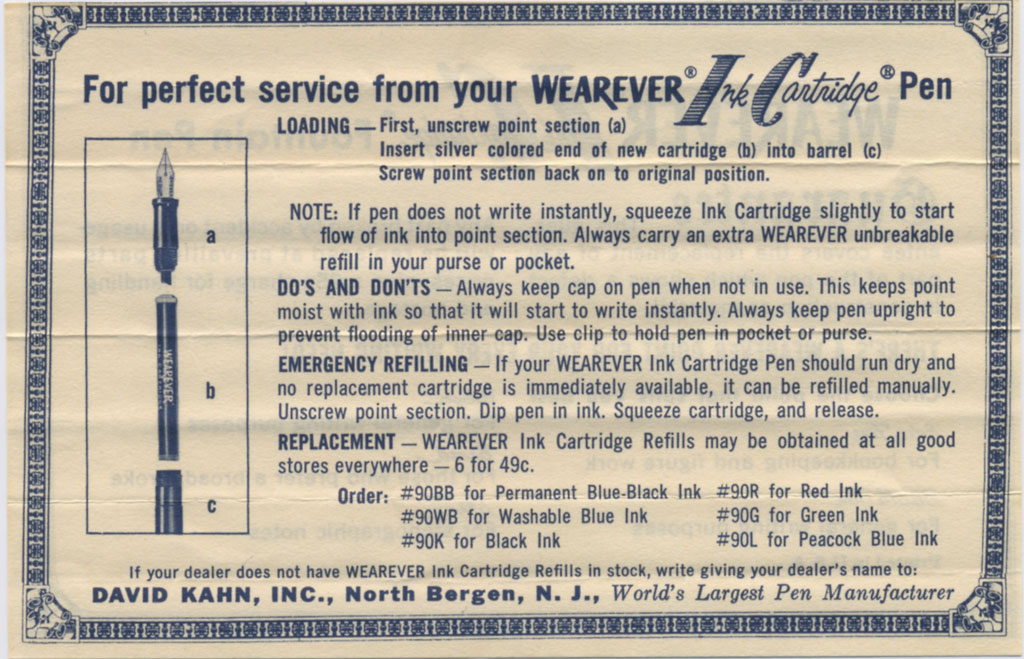 For perfect service from your WEAREVER® Ink Cartridge® Pen
LOADING — First, unscrew point section (a)
Insert silver colored end of new cartridge (b) into barrel (c)
Screw point section back on to original position.
a
b
c
WEAREVER
NOTE: If pen does not write instantly, squeeze Ink Cartridge slightly to start
flow of ink into point section. Always carry an extra WEAREVER unbreakable
refill in your purse or pocket.
DO'S AND DON'TS — Always keep cap on pen when not in use. This keeps point
moist with ink so that it will start to write instantly. Always keep pen upright to
prevent flooding of inner cap. Use clip to hold pen in pocket or purse.
EMERGENCY REFILLING — If your WEAREVER Ink Cartridge Pen should run dry and
no replacement cartridge is immediately available, it can be refilled manually.
Unscrew point section. Dip pen in ink. Squeeze cartridge, and release.
REPLACEMENT — WEAREVER Ink Cartridge Refills may be obtained at all good
stores everywhere — 6 for 49c.
Order: #90BB for Permanent Blue-Black Ink #90R for Red Ink
#90WB for Washable Blue Ink #90G for Green Ink
#90K for Black Ink #90L for Peacock Blue Ink
If your dealer does not have WEAREVER Ink Cartridge Refills in stock, write giving your dealer's name to:
DAVID KAHN, INC., North Bergen, N. J., World's Largest Pen Manufacturer